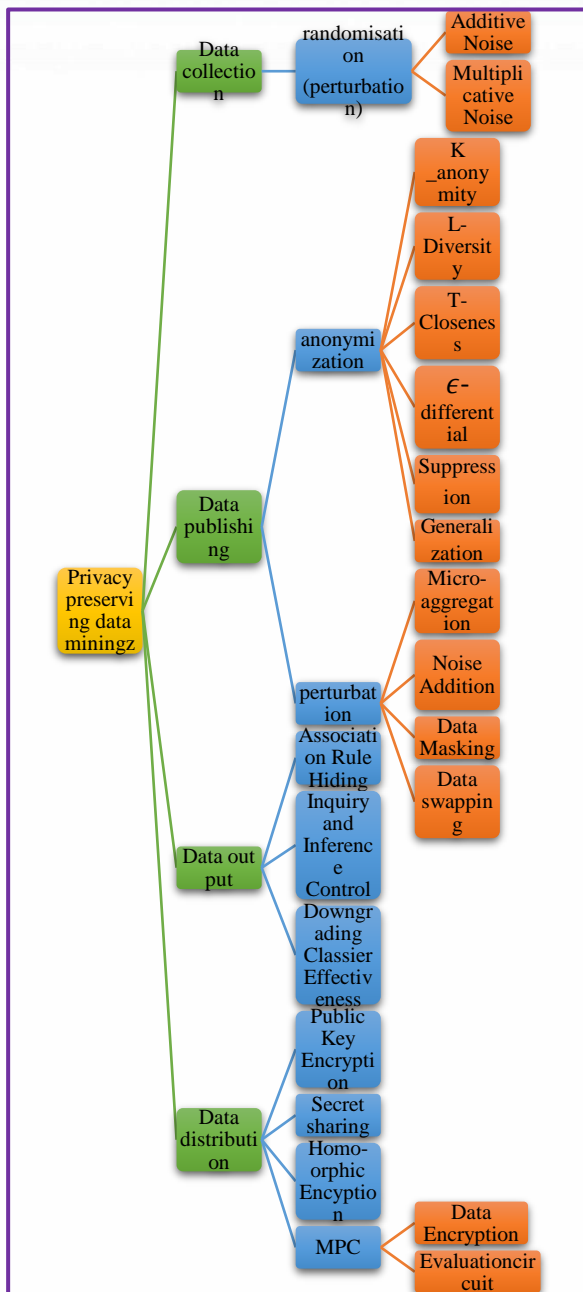 Privacy
preservi
ng data
miningz
Data
collectio
n
randomisati
on
(perturbation)
Additive
Noise
Multipli
cative
Noise
Data
publishi
ng
anonymi
zation
K
_anony
mity
L-
Diversit
y
T-
Closenes
s
ϵ-
different
ial
Suppress
ion
Generali
zation
perturbat
ion
Micro-
aggregat
ion
Noise
Addition
Data
Masking
Data
swappin
g
Data out
put
Associati
on Rule
Hiding
Inquiry
and
Inferenc
e
Control
Downgr
ading
Classier
Effectiv
eness
Data
distributi
on
Public
Key
Encrypti
on
Secret
sharing
Homo-
orphic
Encyptio
n
MPC
Data
Encryption
Evaluationcir
cuit